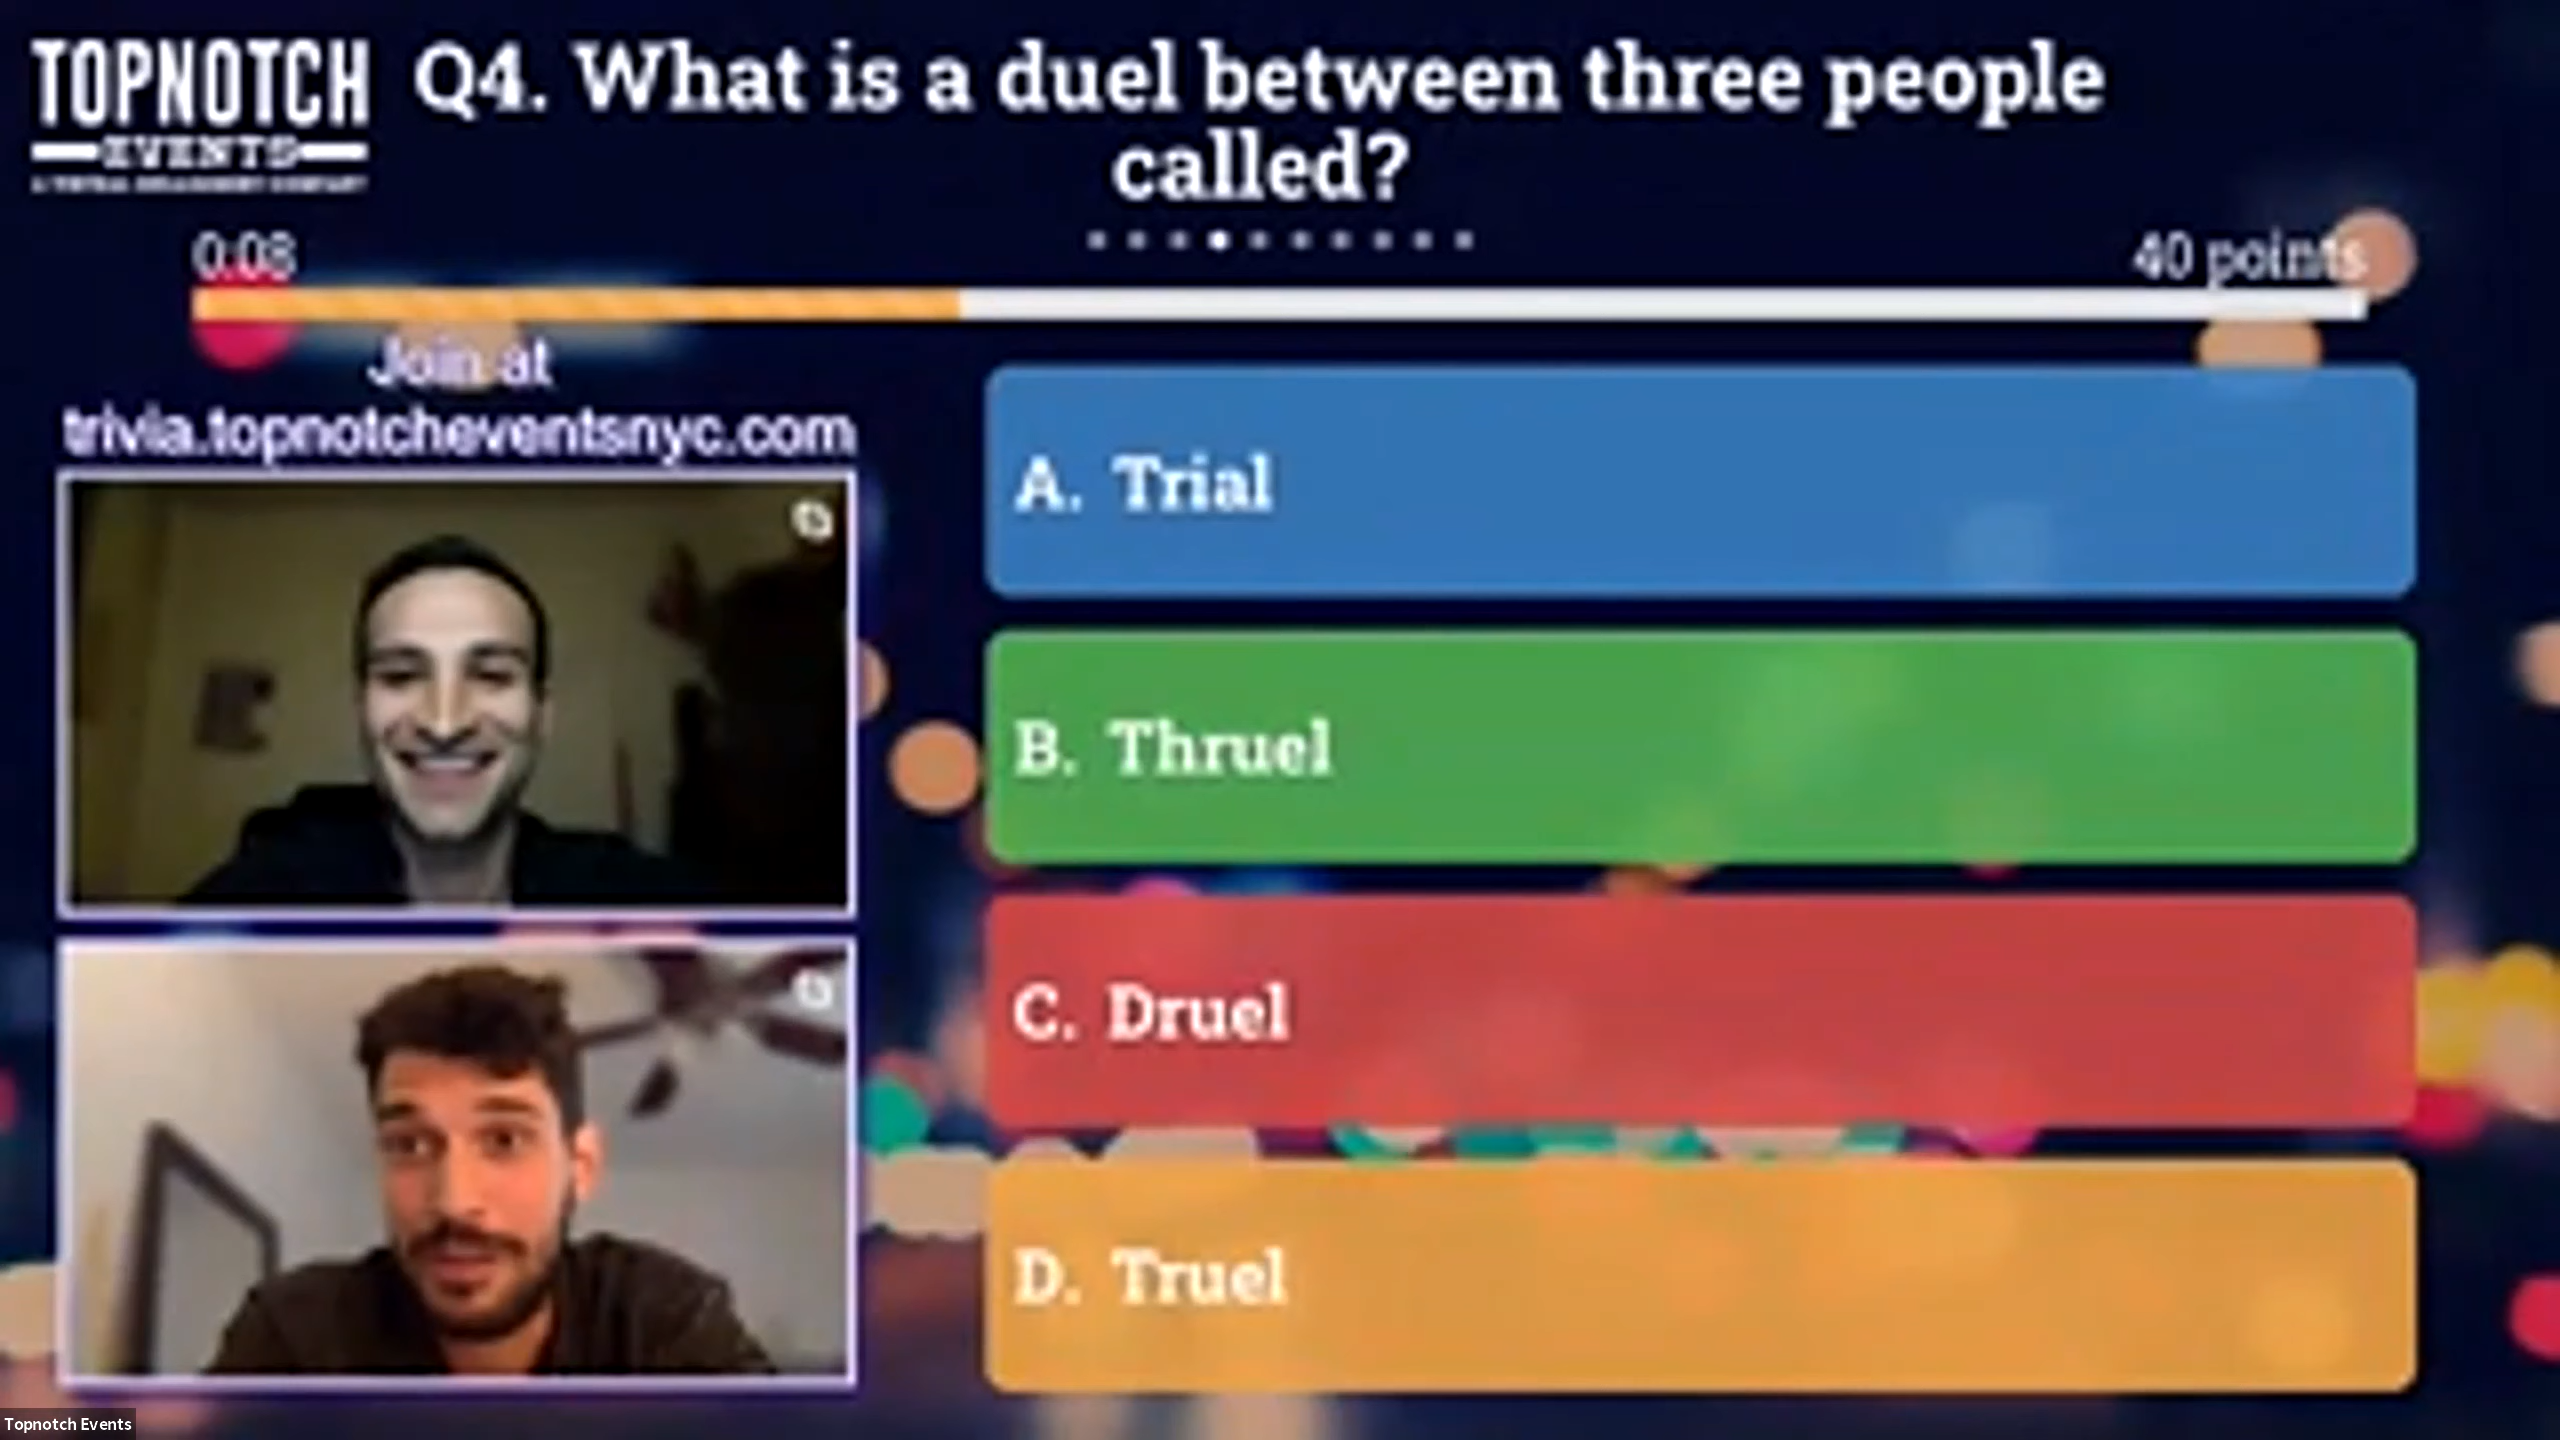 TOPNOTCH
EVENTS
Q4. What is a duel between three people
called?
0:08
40 points
Join at
trivia.topnotcheventsnyc.com
A. Trial
B. Thruel
C. Druel
D. Truel
Topnotch Events